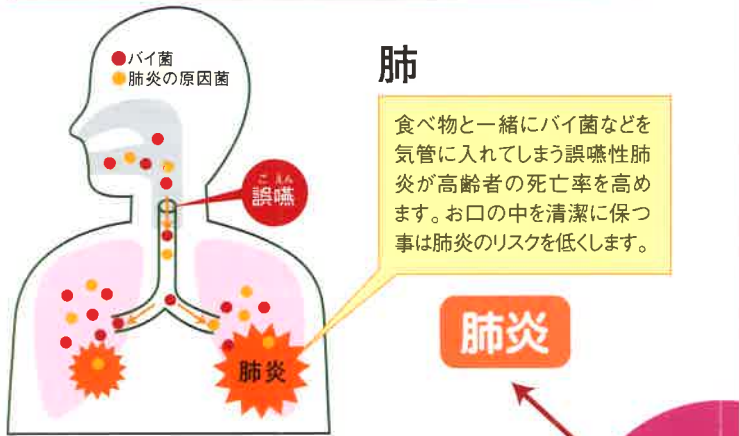 バイ菌
肺炎の原因菌
肺
食べ物と一緒にバイ菌などを
気管に入れてしまう誤嚥性肺
炎が高齢者の死亡率を高め
ます。お口の中を清潔に保つ
事は肺炎のリスクを低くします。
ご えん
誤嚥
肺炎
肺炎